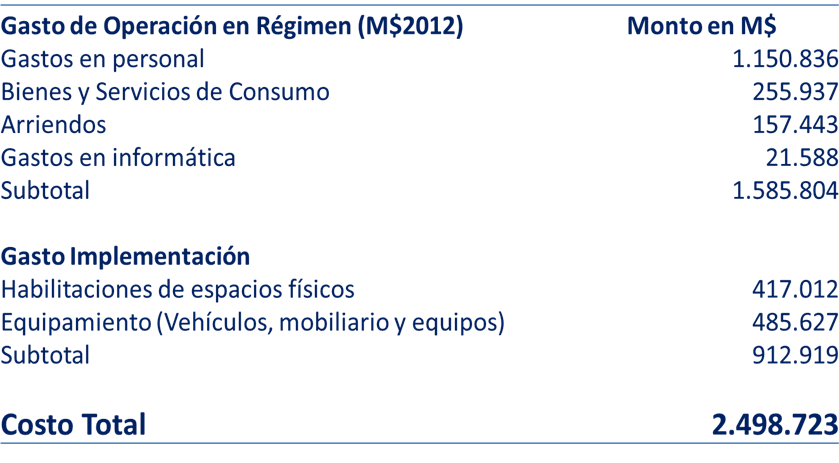 Gasto de Operación en Régimen (M$2012) Monto en M$
Gastos en personal 1.150.836
Bienes y Servicios de Consumo 255.937
Arriendos 157.443
Gastos en informática 21.588
Subtotal 1.585.804
Gasto Implementación
Habilitaciones de espacios físicos 417.012
Equipamiento (Vehículos, mobiliario y equipos) 485.627
Subtotal 912.919
Costo Total 2.498.723